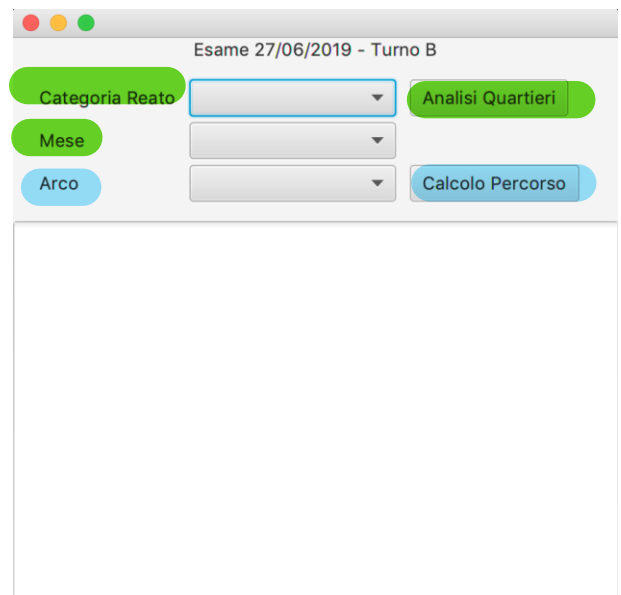 Esame 27/06/2019 - Turno B
Categoria Reato Analisi Quartieri
Mese
Arco Calcolo Percorso